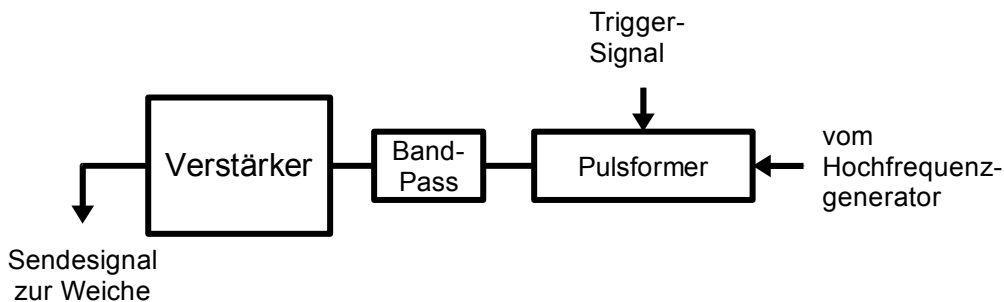 Trigger-
Signal
Verstärker
Band-
Pass
Pulsformer
vom
Hochfrequenz-
generator
Sendesignal
zur Weiche